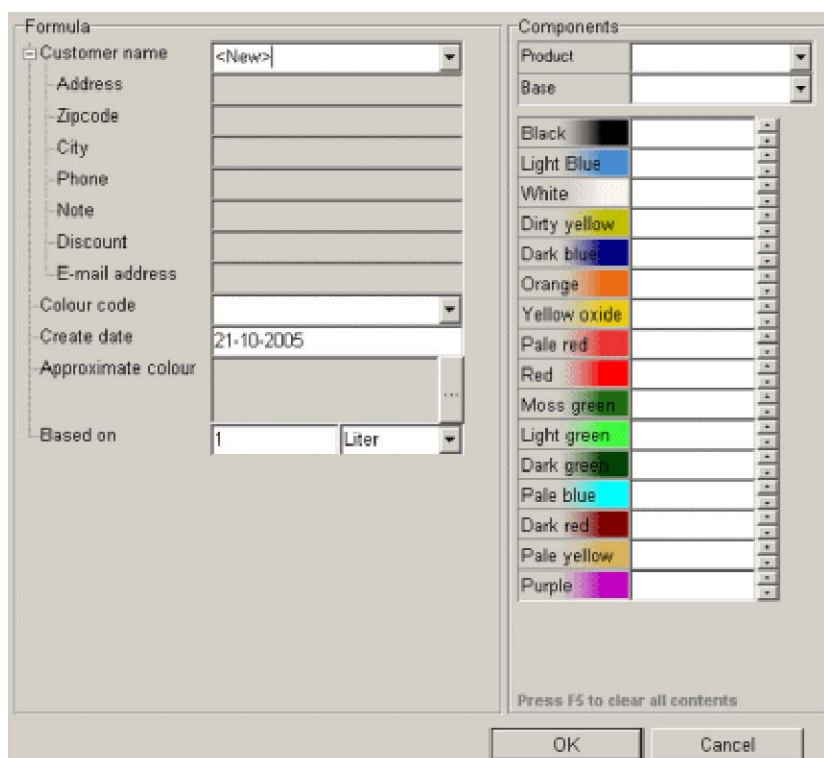 Formula
Customer name <New>
Address
Zipcode
City
Phone
Note
Discount
E-mail address
Colour code
Create date 21-10-2005
Approximate colour ...
Based on 1 Liter
Components
Product
Base
Black
Light Blue
White
Dirty yellow
Dark blue
Orange
Yellow oxide
Pale red
Red
Moss green
Light green
Dark green
Pale blue
Dark red
Pale yellow
Purple
Press F5 to clear all contents
OK Cancel